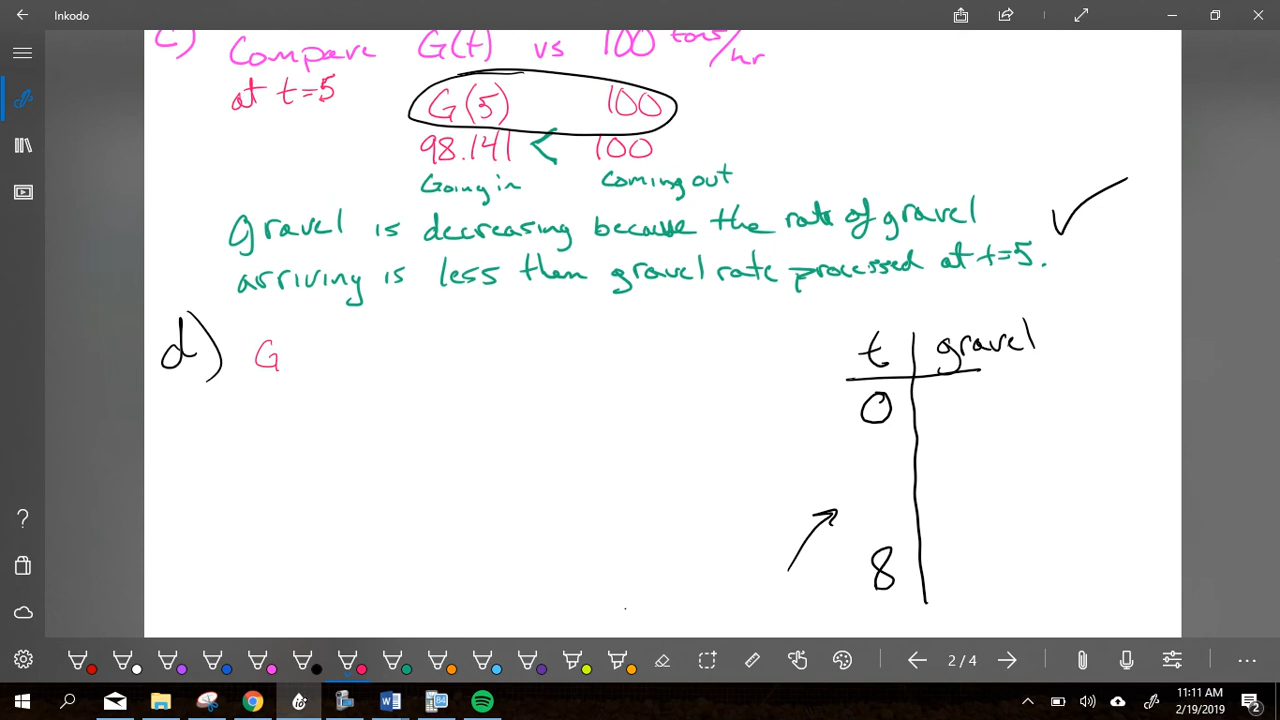 Inkodo
c) Compare G(t) vs 100 tons/hr
at t=5
G(5) 100
98.141 < 100
Going in Coming out
Gravel is decreasing because the rate of gravel
arriving is less than gravel rate processed at t=5.
d) G
t gravel
0
8
2 / 4
11:11 AM
2/19/2019
2